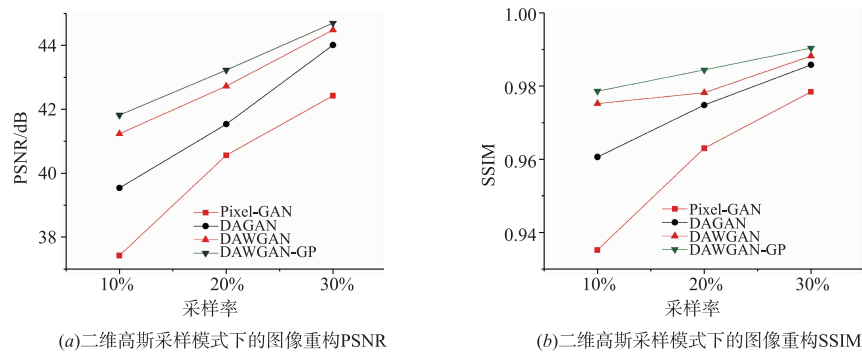 44
42
40
38
PSNR/dB
Pixel-GAN
DAGAN
DAWGAN
DAWGAN-GP
10%
20%
30%
采样率
(a)二维高斯采样模式下的图像重构PSNR
1.00
0.98
0.96
0.94
SSIM
Pixel-GAN
DAGAN
DAWGAN
DAWGAN-GP
10%
20%
30%
采样率
(b)二维高斯采样模式下的图像重构SSIM